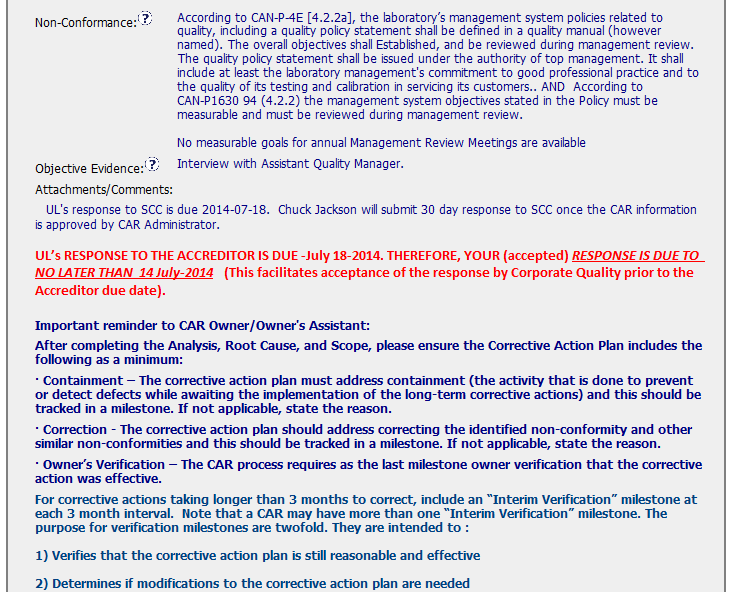 Non-Conformance:? According to CAN-P-4E [4.2.2a], the laboratory's management system policies related to
quality, including a quality policy statement shall be defined in a quality manual (however
named). The overall objectives shall Established, and be reviewed during management review.
The quality policy statement shall be issued under the authority of top management. It shall
include at least the laboratory management's commitment to good professional practice and to
the quality of its testing and calibration in servicing its customers.. AND  According to
CAN-P1630 94 (4.2.2) the management system objectives stated in the Policy must be
measurable and must be reviewed during management review.
No measurable goals for annual Management Review Meetings are available
Objective Evidence:? Interview with Assistant Quality Manager.
Attachments/Comments:
UL's response to SCC is due 2014-07-18.  Chuck Jackson will submit 30 day response to SCC once the CAR information
is approved by CAR Administrator.
UL's RESPONSE TO THE ACCREDITOR IS DUE -July 18-2014. THEREFORE, YOUR (accepted) RESPONSE IS DUE TO
NO LATER THAN  14 July-2014   (This facilitates acceptance of the response by Corporate Quality prior to the
Accreditor due date).
Important reminder to CAR Owner/Owner's Assistant:
After completing the Analysis, Root Cause, and Scope, please ensure the Corrective Action Plan includes the
following as a minimum:
· Containment – The corrective action plan must address containment (the activity that is done to prevent
or detect defects while awaiting the implementation of the long-term corrective actions) and this should be
tracked in a milestone. If not applicable, state the reason.
· Correction - The corrective action plan should address correcting the identified non-conformity and other
similar non-conformities and this should be tracked in a milestone. If not applicable, state the reason.
· Owner's Verification – The CAR process requires as the last milestone owner verification that the corrective
action was effective.
For corrective actions taking longer than 3 months to correct, include an "Interim Verification" milestone at
each 3 month interval.  Note that a CAR may have more than one "Interim Verification" milestone. The
purpose for verification milestones are twofold. They are intended to :
1) Verifies that the corrective action plan is still reasonable and effective
2) Determines if modifications to the corrective action plan are needed